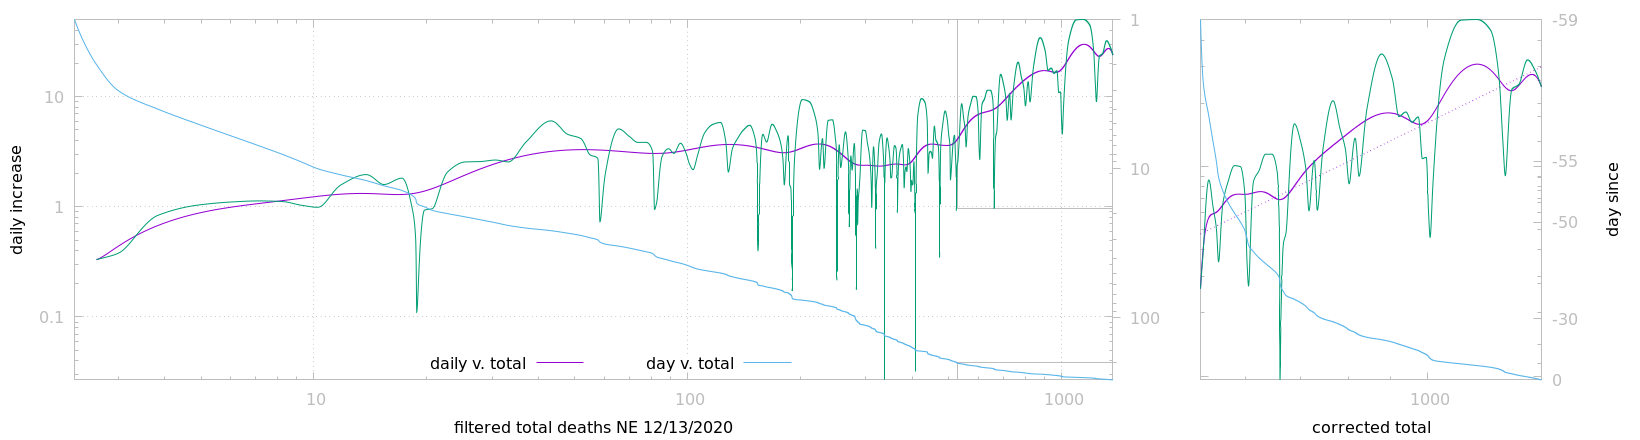 daily increase
10
1
0.1
10
100
1000
1
10
100
daily v. total
day v. total
filtered total deaths NE 12/13/2020
-59
-55
-50
-30
0
day since
1000
corrected total